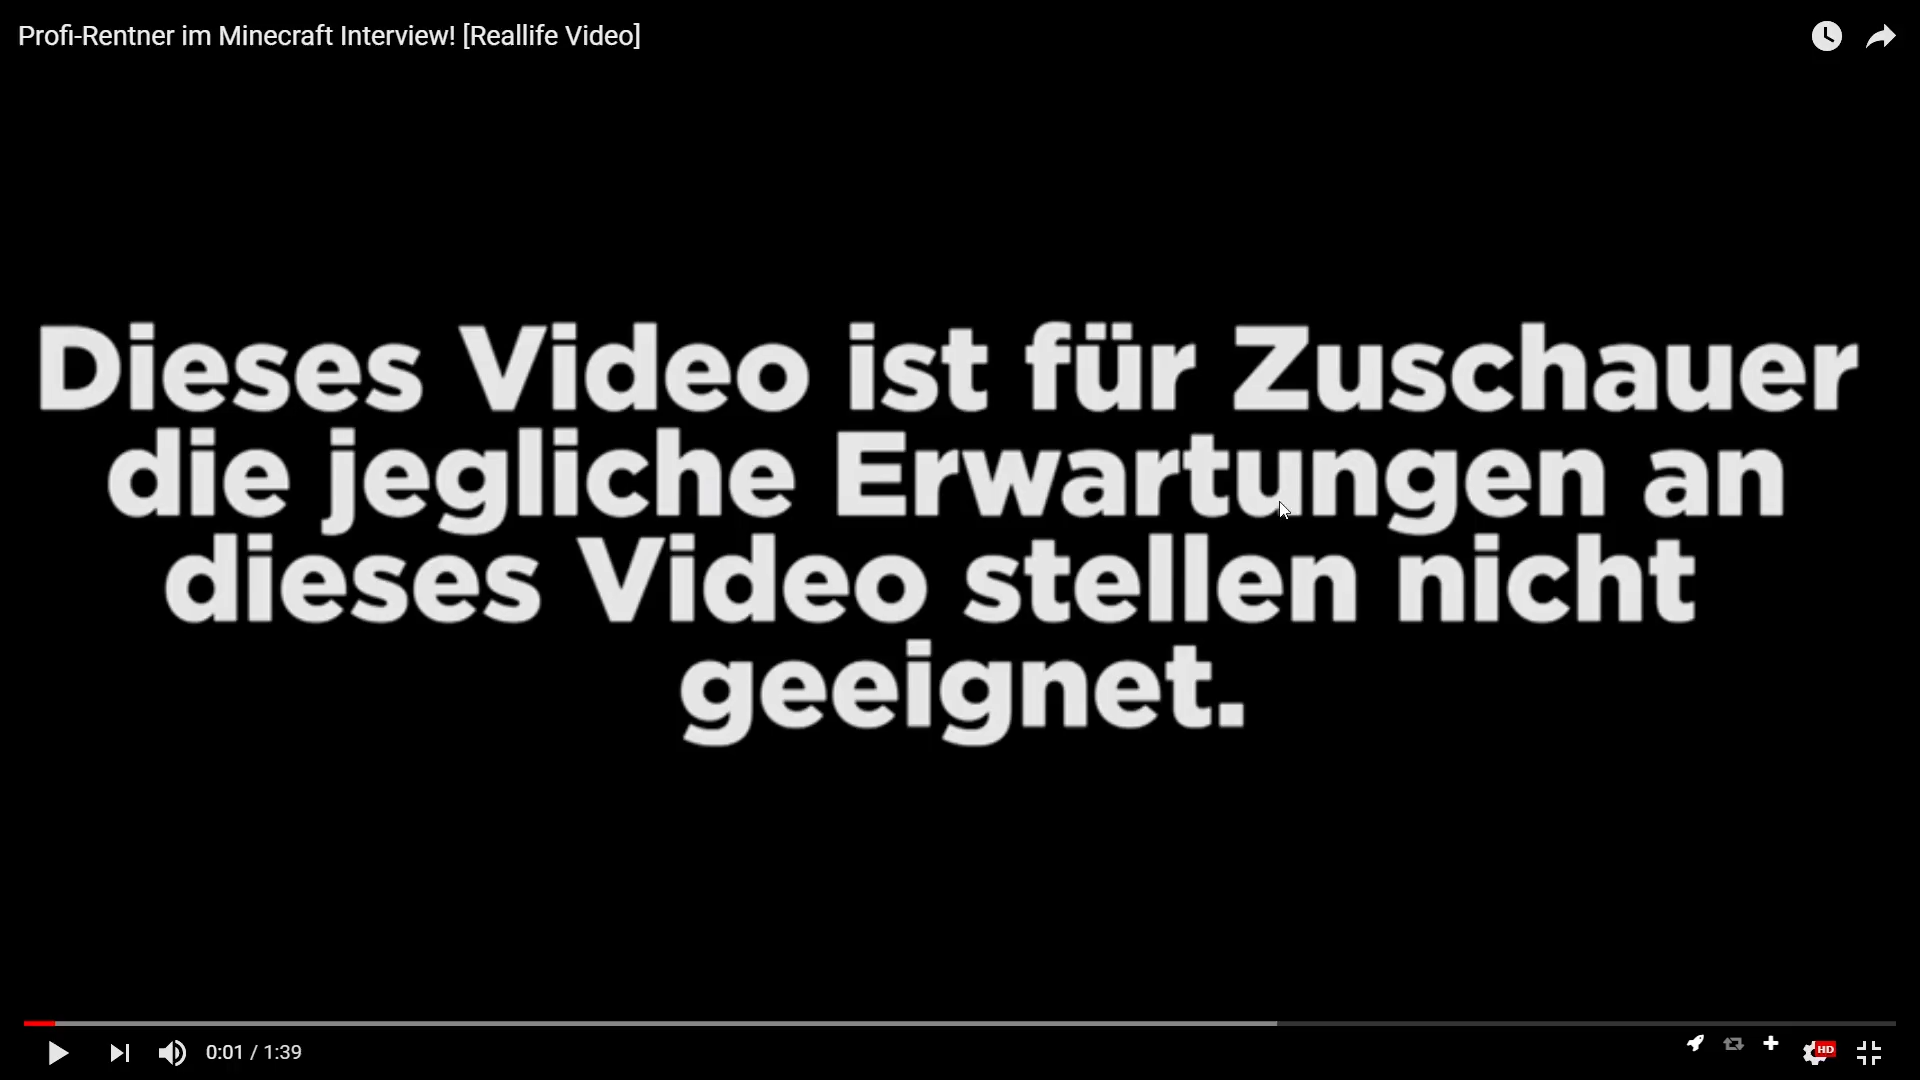 Profi-Rentner im Minecraft Interview! [Reallife Video]
Dieses Video ist für Zuschauer
die jegliche Erwartungen an
dieses Video stellen nicht
geeignet.
0:01 / 1:39
HD